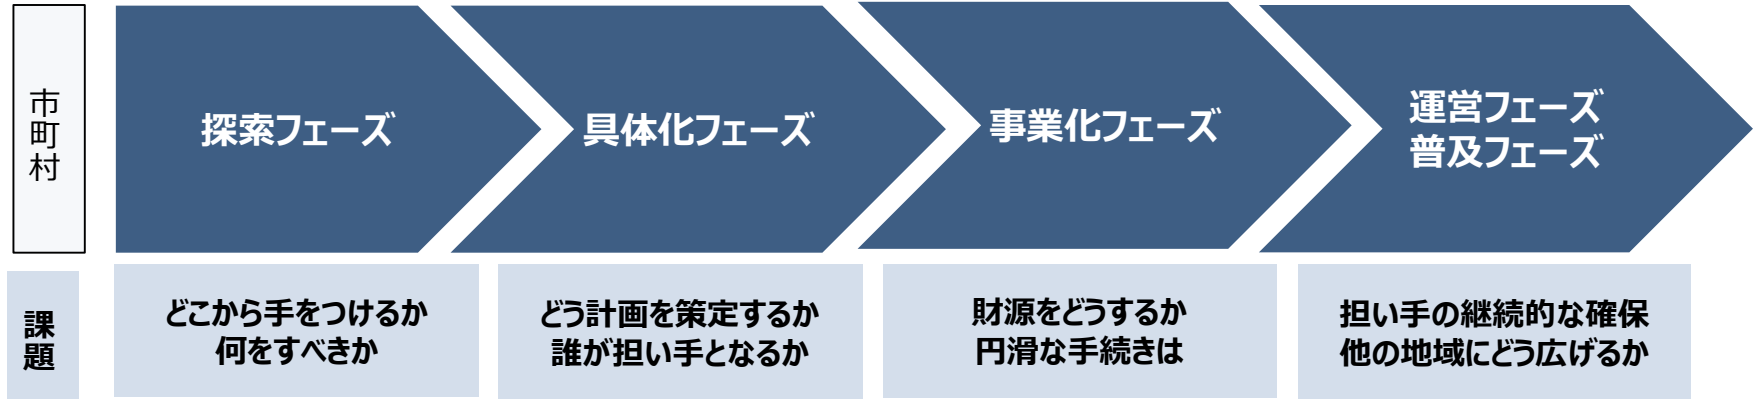 市町村
探索フェーズ
具体化フェーズ
事業化フェーズ
運営フェーズ
普及フェーズ
課題
どこから手をつけるか
何をすべきか
どう計画を策定するか
誰が担い手となるか
財源をどうするか
円滑な手続きは
担い手の継続的な確保
他の地域にどう広げるか